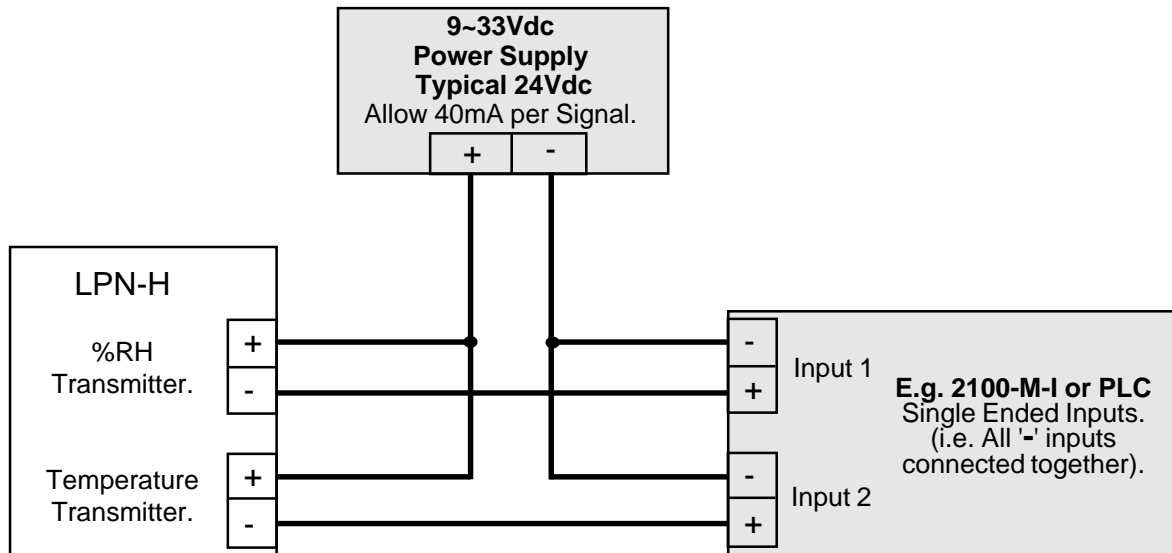 9~33Vdc
Power Supply
Typical 24Vdc
Allow 40mA per Signal.
+ -
LPN-H
%RH
Transmitter.
+
-
Temperature
Transmitter.
+
-
-
+
Input 1
-
+
Input 2
E.g. 2100-M-I or PLC
Single Ended Inputs.
(i.e. All '-' inputs
connected together).